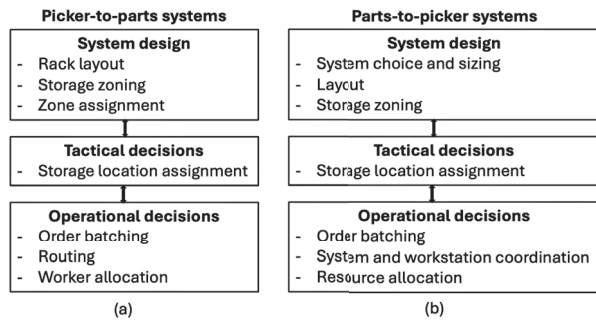 Picker-to-parts systems
System design
- Rack layout
- Storage zoning
- Zone assignment
Tactical decisions
- Storage location assignment
Operational decisions
- Order batching
- Routing
- Worker allocation
(a)
Parts-to-picker systems
System design
- System choice and sizing
- Layout
- Storage zoning
Tactical decisions
- Storage location assignment
Operational decisions
- Order batching
- System and workstation coordination
- Resource allocation
(b)